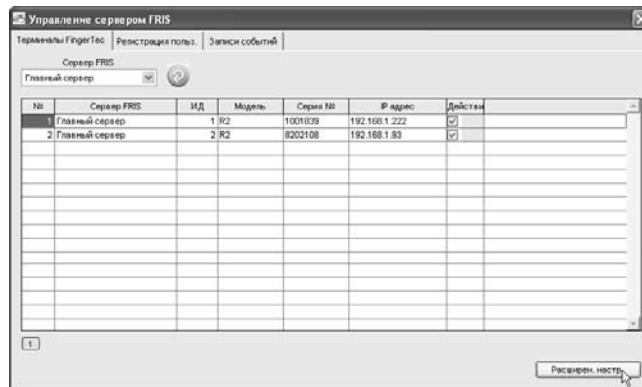 Управление сервером FRIS
Терминалы FingerTec Регистрация польз. Записи событий
Сервер FRIS
Главный сервер
№ Сервер FRIS ИД Модель Серия № IP адрес Действи
1 Главный сервер 1 R2 1001839 192.168.1.222
2 Главный сервер 2 R2 8202108 192.168.1.93
1
Расширен. настр.